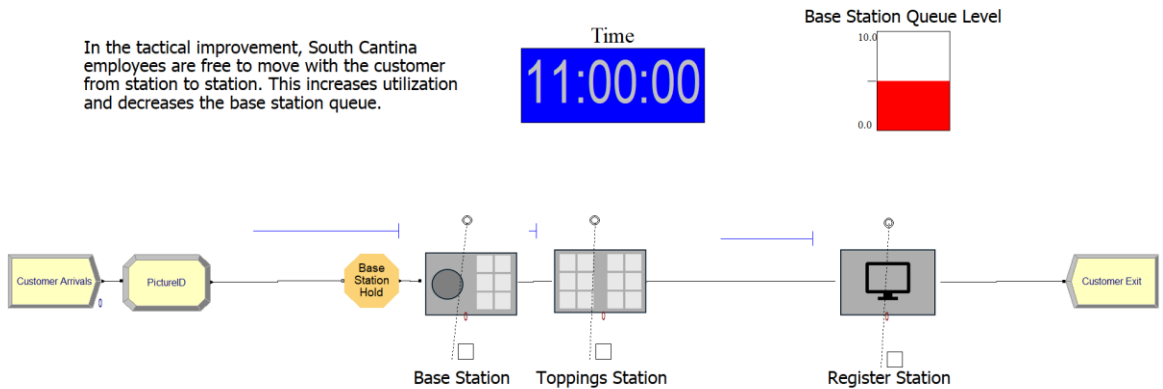 Base Station Queue Level
In the tactical improvement, South Cantina
employees are free to move with the customer
from station to station. This increases utilization
and decreases the base station queue.
Time
11:00:00
10.0
0.0
Customer Arrivals
PictureID
Base
Station
Hold
Customer Exit
Base Station
Toppings Station
Register Station